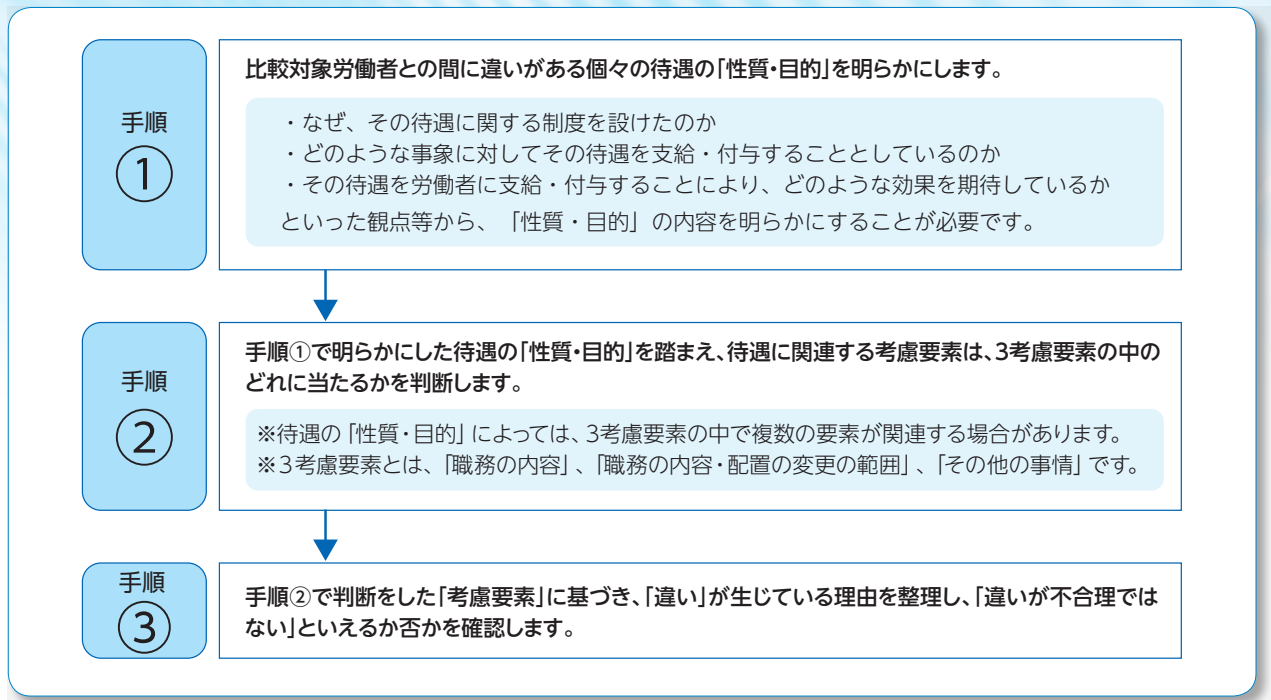 手順
①
比較対象労働者との間に違いがある個々の待遇の「性質・目的」を明らかにします。
・なぜ、その待遇に関する制度を設けたのか
・どのような事象に対してその待遇を支給・付与することとしているのか
・その待遇を労働者に支給・付与することにより、どのような効果を期待しているか
といった観点等から、「性質・目的」の内容を明らかにすることが必要です。
手順
②
手順①で明らかにした待遇の「性質・目的」を踏まえ、待遇に関連する考慮要素は、3考慮要素の中の
どれに当たるかを判断します。
※待遇の「性質・目的」によっては、3考慮要素の中で複数の要素が関連する場合があります。
※3考慮要素とは、「職務の内容」、「職務の内容・配置の変更の範囲」、「その他の事情」です。
手順
③
手順②で判断をした「考慮要素」に基づき、「違い」が生じている理由を整理し、「違いが不合理では
ない」といえるか否かを確認します。